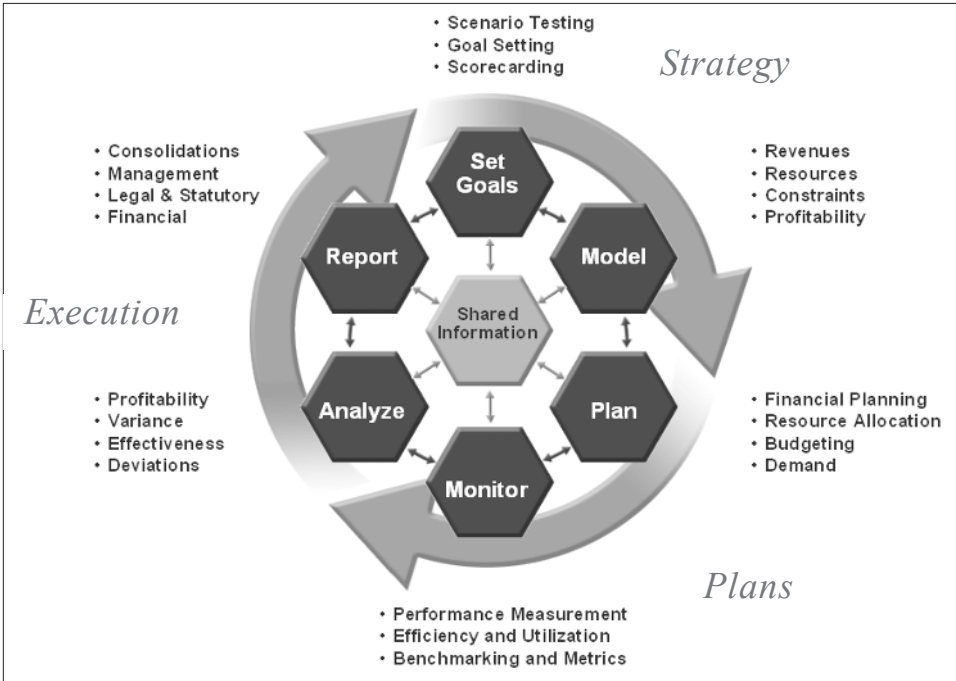 • Scenario Testing
• Goal Setting
• Scorecarding
Strategy
• Consolidations
• Management
• Legal & Statutory
• Financial
Set
Goals
• Revenues
• Resources
• Constraints
• Profitability
Report
Model
Execution
Shared
Information
• Profitability
• Variance
• Effectiveness
• Deviations
Analyze
Plan
• Financial Planning
• Resource Allocation
• Budgeting
• Demand
Monitor
Plans
• Performance Measurement
• Efficiency and Utilization
• Benchmarking and Metrics